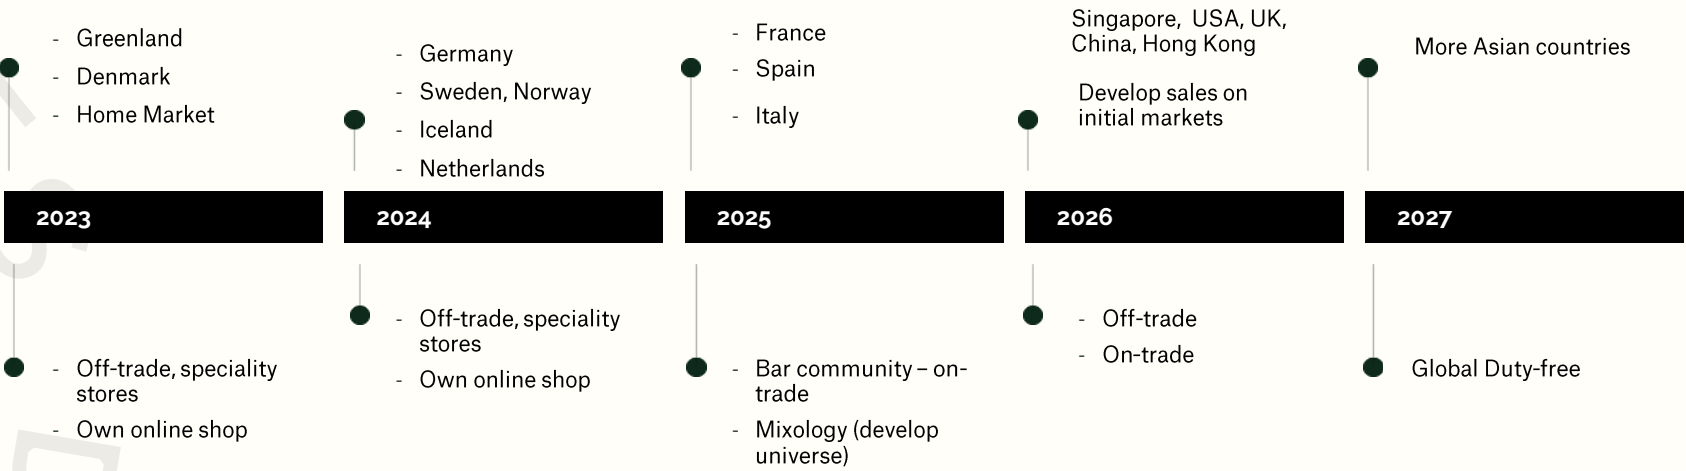 - Greenland
- Denmark
- Home Market
- Germany
- Sweden, Norway
- Iceland
- Netherlands
- France
- Spain
- Italy
Singapore,  USA, UK,
China, Hong Kong
Develop sales on
initial markets
More Asian countries
2023
2024
2025
2026
2027
- Off-trade, speciality
stores
- Own online shop
- Off-trade, speciality
stores
- Own online shop
- Bar community – on-
trade
- Mixology (develop
universe)
- Off-trade
- On-trade
Global Duty-free